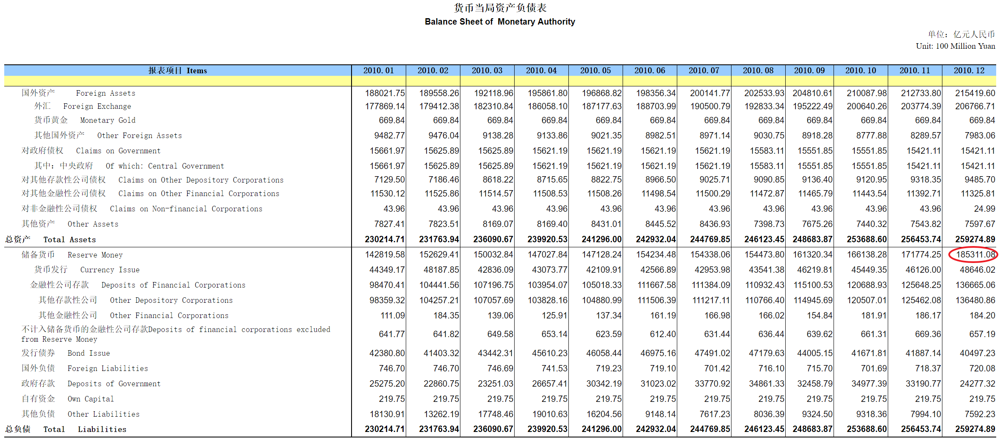 货币当局资产负债表
Balance Sheet of Monetary Authority
单位：亿元人民币
Unit: 100 Million Yuan
报表项目 Items 2010.01 2010.02 2010.03 2010.04 2010.05 2010.06 2010.07 2010.08 2010.09 2010.10 2010.11 2010.12
国外资产 Foreign Assets 188021.75 189558.26 192118.96 195861.80 196868.82 198356.34 200141.77 202533.93 204810.61 210087.98 212733.80 215419.60
外汇 Foreign Exchange 177869.14 179412.38 182310.84 186058.10 187177.63 188703.99 190500.79 192833.34 195222.49 200640.26 203774.39 206766.71
货币黄金 Monetary Gold 669.84 669.84 669.84 669.84 669.84 669.84 669.84 669.84 669.84 669.84 669.84 669.84
其他国外资产 Other Foreign Assets 9482.77 9476.04 9138.28 9133.86 9021.35 8982.51 8971.14 9030.75 8918.28 8777.88 8289.57 7983.06
对政府债权 Claims on Government 15661.97 15625.89 15625.89 15621.19 15621.19 15621.19 15621.19 15583.11 15551.85 15551.85 15421.11 15421.11
其中：中央政府 Of which: Central Government 15661.97 15625.89 15625.89 15621.19 15621.19 15621.19 15621.19 15583.11 15551.85 15551.85 15421.11 15421.11
对其他存款性公司债权 Claims on Other Depository Corporations 7129.50 7186.46 8618.22 8715.65 8822.75 8966.50 9025.71 9090.85 9136.40 9120.95 9318.35 9485.70
对其他金融性公司债权 Claims on Other Financial Corporations 11530.12 11525.86 11514.57 11508.53 11508.26 11498.54 11500.29 11472.87 11465.79 11443.54 11392.71 11325.81
对非金融性公司债权 Claims on Non-financial Corporations 43.96 43.96 43.96 43.96 43.96 43.96 43.96 43.96 43.96 43.96 43.96 24.99
其他资产 Other Assets 7827.41 7823.51 8169.07 8169.40 8431.01 8445.52 8436.93 7398.73 7675.26 7440.32 7543.82 7597.67
总资产 Total Assets 230214.71 231763.94 236090.67 239920.53 241296.00 242932.04 244769.85 246123.45 248683.87 253688.60 256453.74 259274.89
储备货币 Reserve Money 142819.58 152629.41 150032.84 147027.84 147128.24 154234.48 154338.06 154473.80 161320.34 166138.28 171774.25 185311.08
货币发行 Currency Issue 44349.17 48187.85 42836.09 43073.77 42109.91 42566.89 42953.98 43541.38 46219.81 45449.35 46126.00 48646.02
金融性公司存款 Deposits of Financial Corporations 98470.41 104441.56 107196.75 103954.07 105018.33 111667.58 111384.09 110932.43 115100.53 120688.93 125648.25 136665.06
其他存款性公司 Other Depository Corporations 98359.32 104257.21 107057.69 103828.16 104880.99 111506.39 111217.11 110766.40 114945.69 120507.01 125462.08 136480.86
其他金融性公司 Other Financial Corporations 111.09 184.35 139.06 125.91 137.34 161.19 166.98 166.02 154.84 181.91 186.17 184.20
不计入储备货币的金融性公司存款Deposits of financial corporations excluded
from Reserve Money 641.77 641.82 649.58 653.14 623.59 612.40 631.44 636.44 639.62 661.31 669.36 657.19
发行债券 Bond Issue 42380.80 41403.32 43442.31 45610.23 46058.44 46975.16 47491.02 47179.63 44005.15 41671.81 41887.14 40497.23
国外负债 Foreign Liabilities 746.70 746.70 746.69 741.53 719.23 719.10 701.42 716.10 715.70 701.69 718.37 720.08
政府存款 Deposits of Government 25275.20 22860.75 23251.03 26657.41 30342.19 31023.02 33770.92 34861.33 32458.79 34977.39 33190.77 24277.32
自有资金 Own Capital 219.75 219.75 219.75 219.75 219.75 219.75 219.75 219.75 219.75 219.75 219.75 219.75
其他负债 Other Liabilities 18130.91 13262.19 17748.46 19010.63 16204.56 9148.14 7617.23 8036.39 9324.50 9318.36 7994.10 7592.23
总负债 Total Liabilities 230214.71 231763.94 236090.67 239920.53 241296.00 242932.04 244769.85 246123.45 248683.87 253688.60 256453.74 259274.89